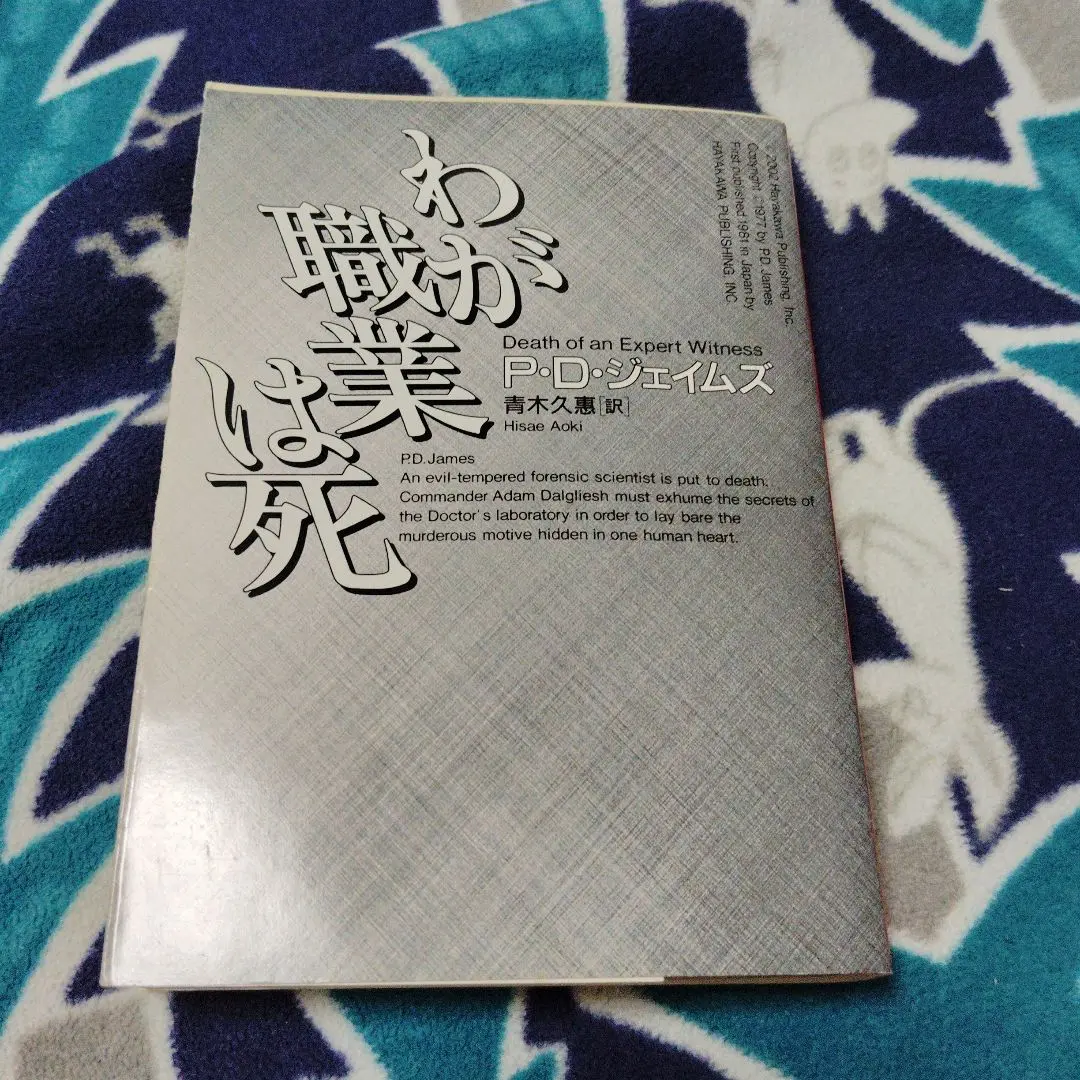 わが
職業
は死
Death of an Expert Witness
P・D・ジェイムズ
青木久惠[訳]
Hisae Aoki
P.D. James
An evil-tempered forensic scientist is put to death.
Commander Adam Dalgliesh must exhume the secrets of
the Doctor's laboratory in order to lay bare the
murderous motive hidden in one human heart.
© 2002 Hayakawa Publishing, Inc.
Copyright ©1977 by P.D. James
First published 1981 in Japan by
HAYAKAWA PUBLISHING INC.